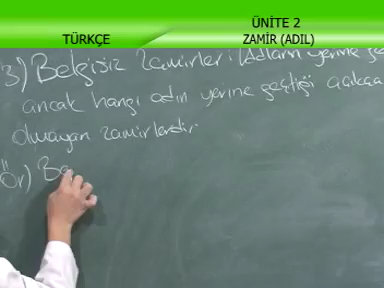 ÜNİTE 2
TÜRKÇE
ZAMİR (ADIL)
3) Belgisiz Zamirler: Adların yerine ge
ancak hangi adın yerine geçtiği açıkça
olmayan zamirlerdir.
Ör) Ba